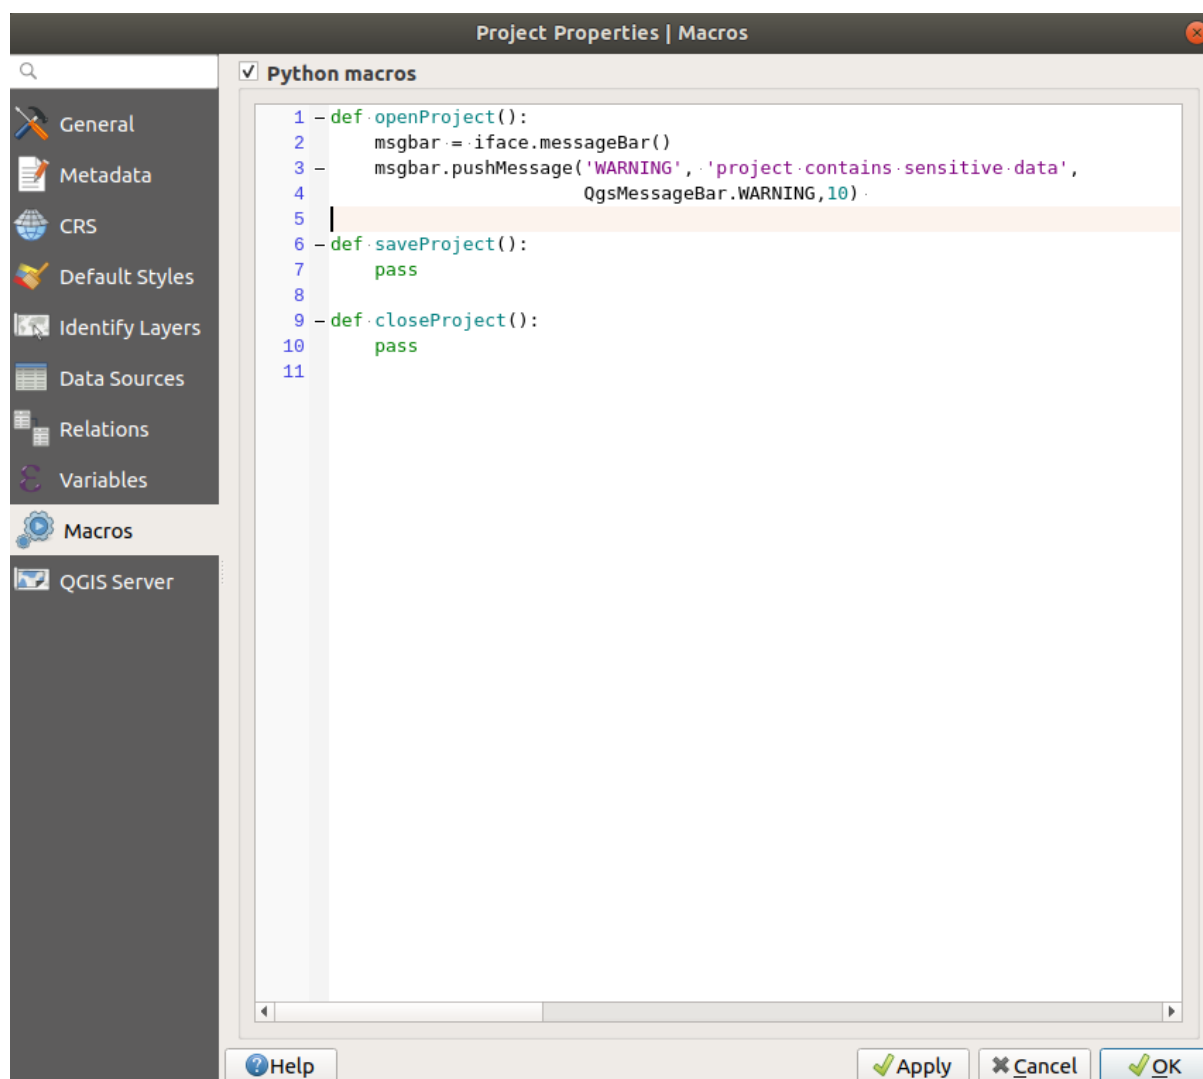 Project Properties | Macros
Python macros
General
Metadata
CRS
Default Styles
Identify Layers
Data Sources
Relations
Variables
Macros
QGIS Server
1 def openProject():
2     msgbar = iface.messageBar()
3     msgbar.pushMessage('WARNING', 'project contains sensitive data',
4                        QgsMessageBar.WARNING,10)
5
6 def saveProject():
7     pass
8
9 def closeProject():
10     pass
11
Help
Apply
Cancel
OK